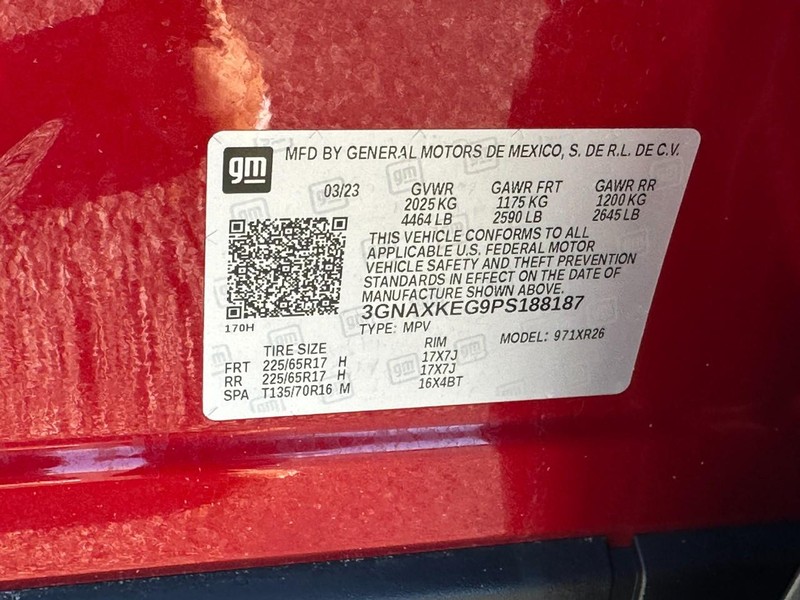 gm
MFD BY GENERAL MOTORS DE MEXICO, S. DE R.L. DE C.V.
03/23 GVWR GAWR FRT GAWR RR
2025 KG 1175 KG 1200 KG
4464 LB 2590 LB 2645 LB
THIS VEHICLE CONFORMS TO ALL
APPLICABLE U.S. FEDERAL MOTOR
VEHICLE SAFETY AND THEFT PREVENTION
STANDARDS IN EFFECT ON THE DATE OF
MANUFACTURE SHOWN ABOVE.
3GNAXKEG9PS188187
170H
TYPE: MPV MODEL: 971XR26
TIRE SIZE RIM
FRT 225/65R17 H 17X7J
RR 225/65R17 H 17X7J
SPA T135/70R16 M 16X4BT